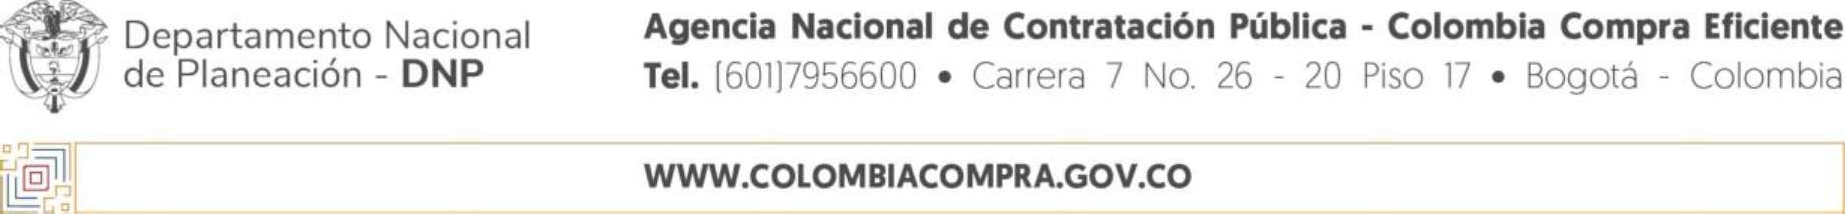 Departamento Nacional
de Planeación - DNP
Agencia Nacional de Contratación Pública - Colombia Compra Eficiente
Tel. (601)7956600 • Carrera 7 No. 26 - 20 Piso 17 • Bogotá - Colombia
WWW.COLOMBIACOMPRA.GOV.CO